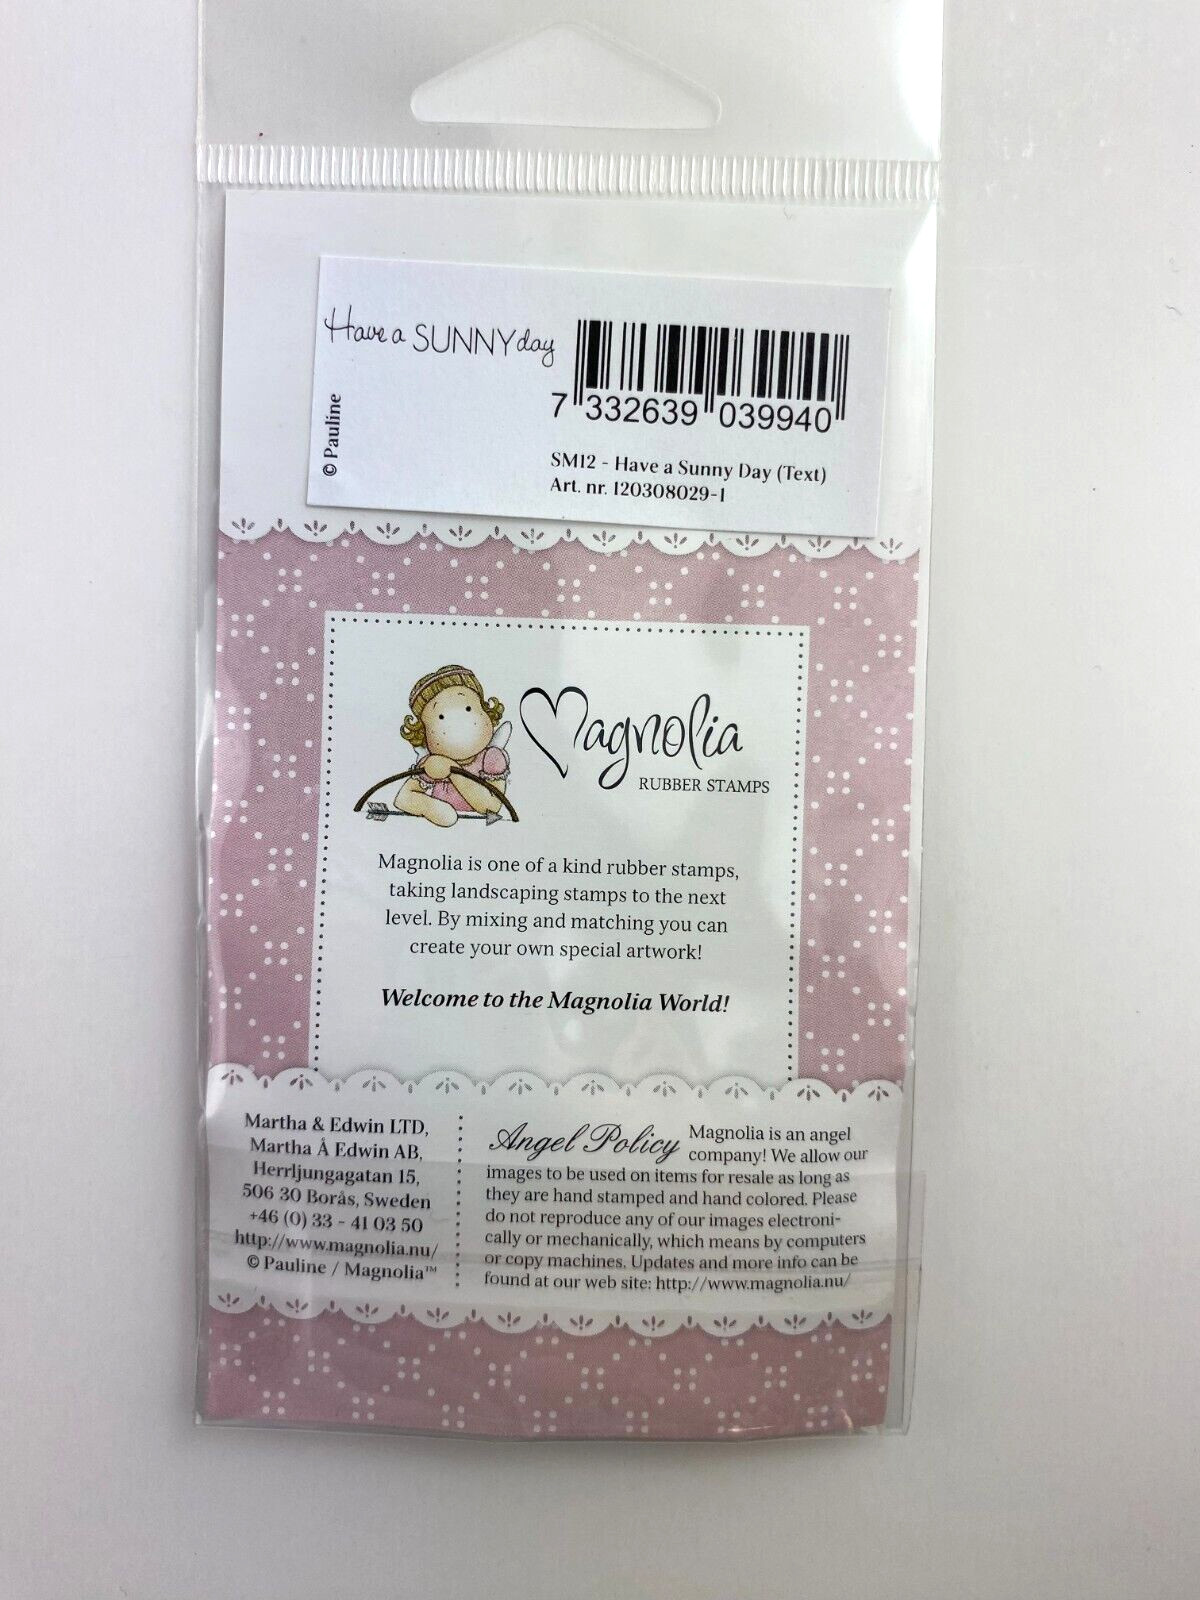 Have a SUNNY day
© Pauline
7 332639 039940
SM12 - Have a Sunny Day (Text)
Art. nr. 120308029-1
Magnolia
RUBBER STAMPS
Magnolia is one of a kind rubber stamps,
taking landscaping stamps to the next
level. By mixing and matching you can
create your own special artwork!
Welcome to the Magnolia World!
Martha & Edwin LTD,
Martha Å Edwin AB,
Herrljungagatan 15,
506 30 Borås, Sweden
+46 (0) 33 - 41 03 50
http://www.magnolia.nu/
© Pauline / Magnolia™
Angel Policy Magnolia is an angel
company! We allow our
images to be used on items for resale as long as
they are hand stamped and hand colored. Please
do not reproduce any of our images electroni-
cally or mechanically, which means by computers
or copy machines. Updates and more info can be
found at our web site: http://www.magnolia.nu/